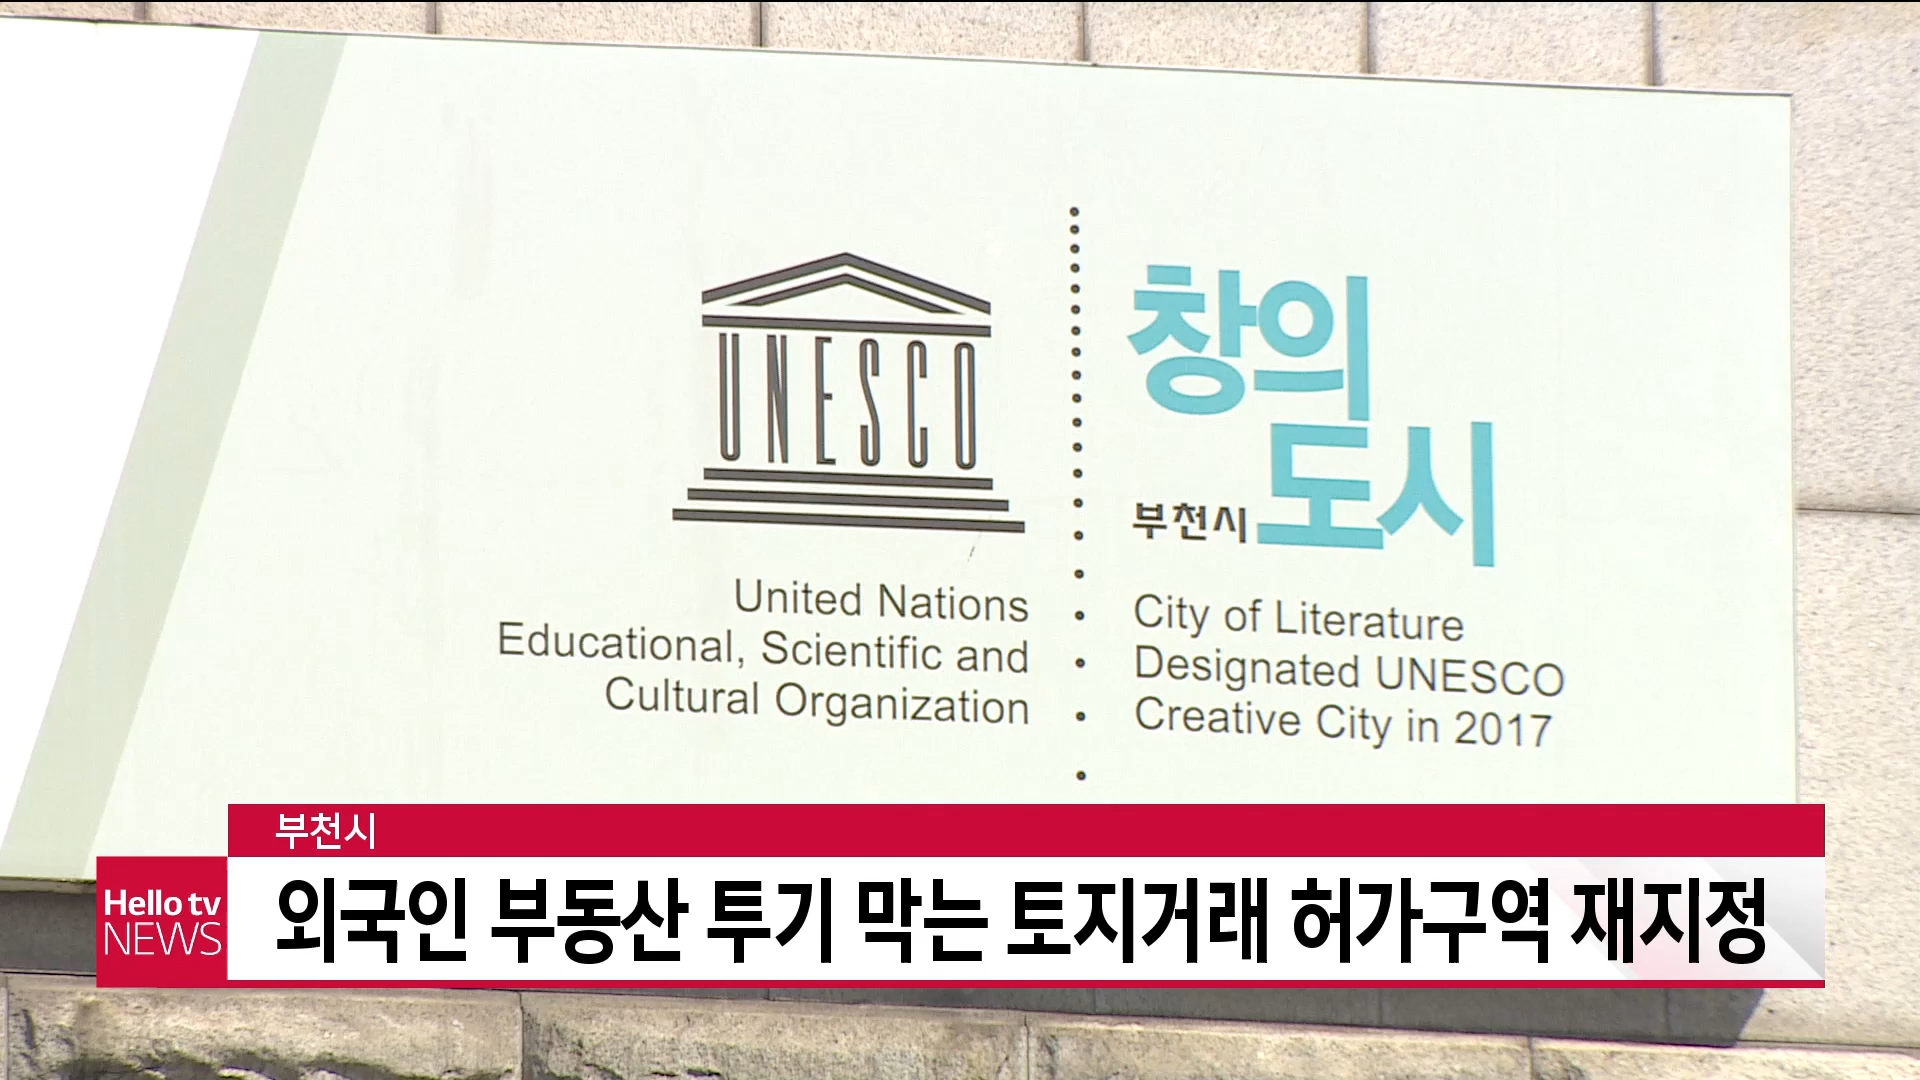 UNESCO
United Nations
Educational, Scientific and
Cultural Organization
창의
부천시 도시
City of Literature
Designated UNESCO
Creative City in 2017
부천시
Hello tv
NEWS
외국인 부동산 투기 막는 토지거래 허가구역 재지정